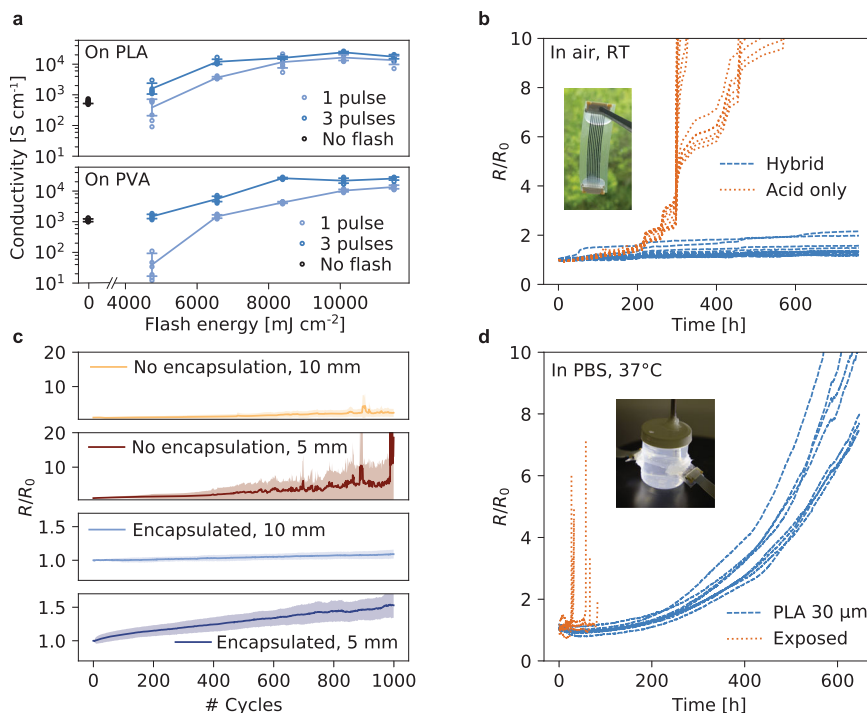 a
On PLA
10⁴
10³
10²
10¹
1 pulse
3 pulses
No flash
On PVA
10⁴
10³
10²
10¹
1 pulse
3 pulses
No flash
Conductivity [S cm⁻¹]
0 4000 6000 8000 10000
Flash energy [mJ cm⁻²]
b
In air, RT
10
8
6
4
2
0
R/R₀
Hybrid
Acid only
0 200 400 600
Time [h]
c
20
10
No encapsulation, 10 mm
20
10
No encapsulation, 5 mm
1.5
1.0
Encapsulated, 10 mm
1.5
1.0
Encapsulated, 5 mm
R/R₀
0 200 400 600 800 1000
# Cycles
d
In PBS, 37°C
10
8
6
4
2
0
R/R₀
PLA 30 μm
Exposed
0 200 400 600
Time [h]